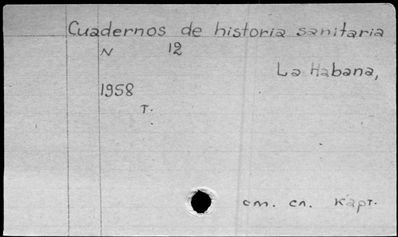 Cuadernos de historia sanitaria
N 12
La Habana,
1958
т.
см. сл. карт.